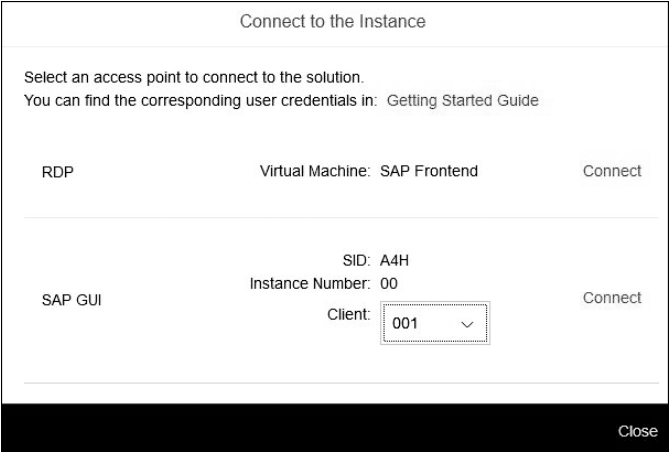 Connect to the Instance
Select an access point to connect to the solution.
You can find the corresponding user credentials in: Getting Started Guide
RDP Virtual Machine: SAP Frontend Connect
SID: A4H
Instance Number: 00
SAP GUI Connect
Client: 001
Close